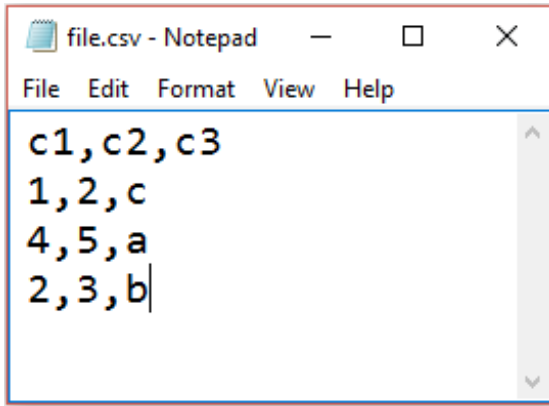 file.csv - Notepad
File Edit Format View Help
c1,c2,c3
1,2,c
4,5,a
2,3,b